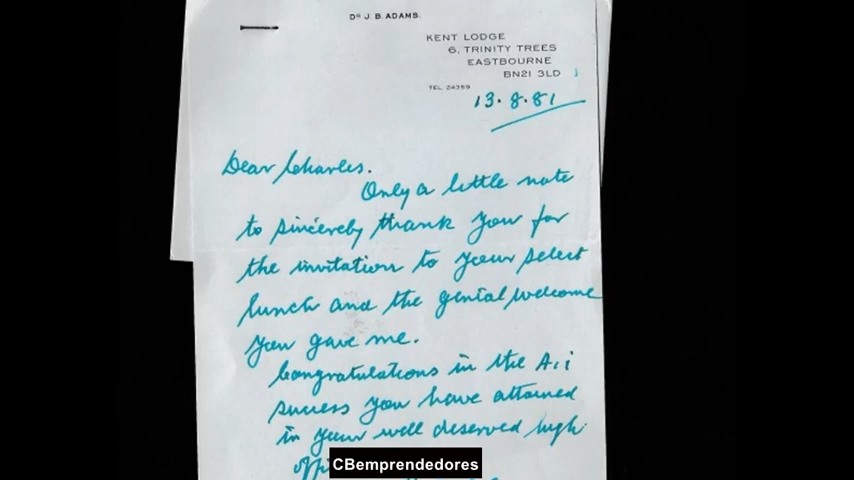 Dr J. B. ADAMS.
KENT LODGE
6, TRINITY TREES
EASTBOURNE
BN21 3LD
TEL. 24359
13.8.81
Dear Charles.
Only a little note
to sincerely thank you for
the invitation to your select
lunch and the genial welcome
you gave me.
Congratulations in the A.1
success you have attained
in your well deserved high
CBemprendedores